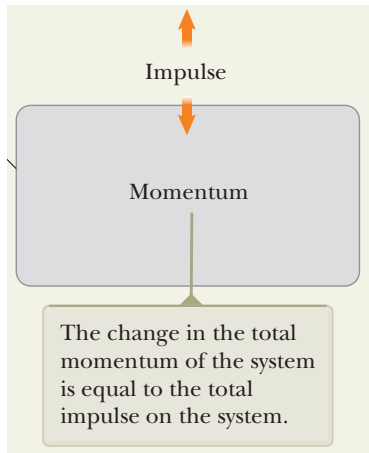 Impulse
Momentum
The change in the total
momentum of the system
is equal to the total
impulse on the system.